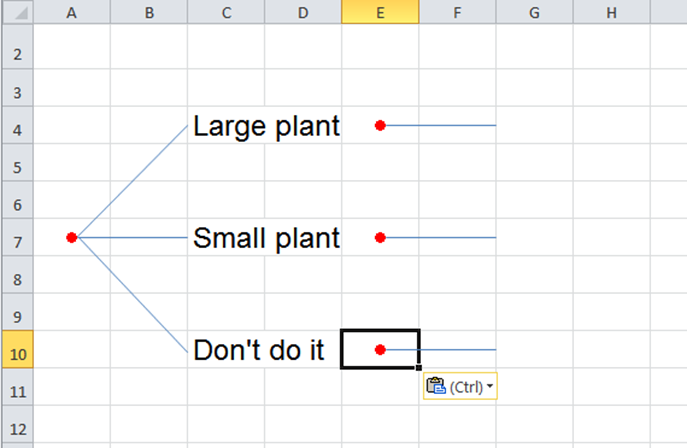 A B C D E F G H
2
3
4 Large plant
5
6
7 Small plant
8
9
10 Don't do it
11 (Ctrl)
12